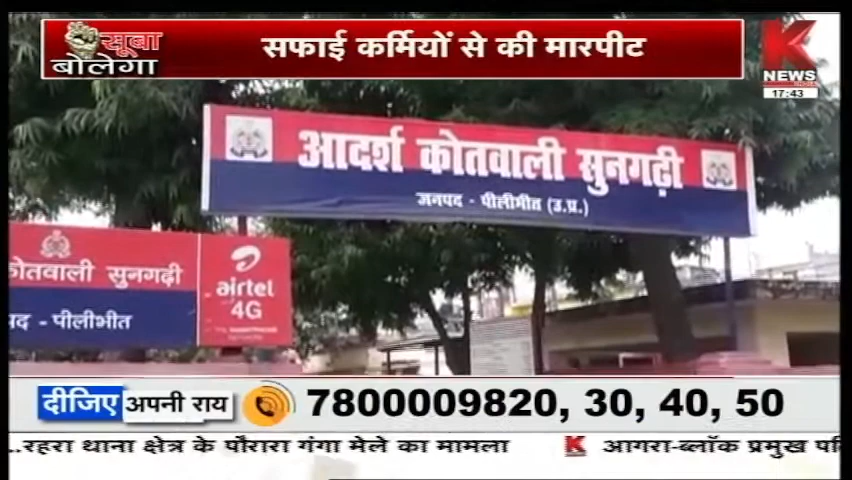 सूबा
बोलेगा
सफाई कर्मियों से की मारपीट
K
NEWS
17:43
आदर्श कोतवाली सुनगढ़ी
जनपद - पीलीभीत (उ.प्र.)
कोतवाली सुनगढ़ी
पद - पीलीभीत
airtel
4G
दीजिए अपनी राय
7800009820, 30, 40, 50
..रहरा थाना क्षेत्र के पौरारा गंगा मेले का मामला K आगरा-ब्लॉक प्रमुख